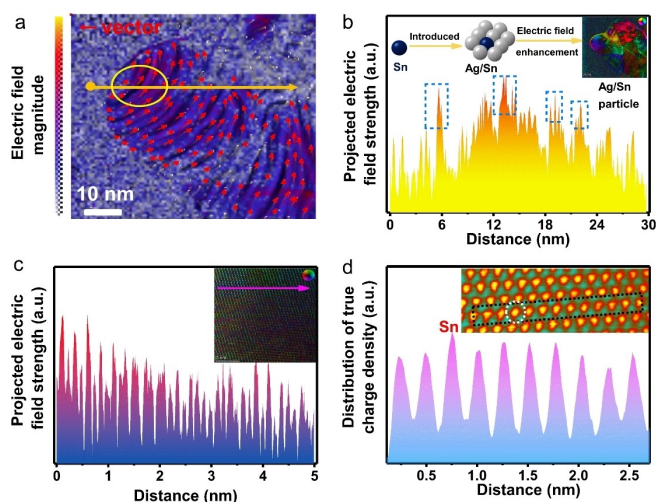 a
← vector
Electric field
magnitude
10 nm
b
Introduced
Electric field
enhancement
Sn
Ag/Sn
Ag/Sn
particle
Projected electric
field strength (a.u.)
0 6 12 18 24 30
Distance (nm)
c
Projected electric
field strength (a.u.)
0 1 2 3 4 5
Distance (nm)
d
Sn
Distribution of true
charge density (a.u.)
0.5 1.0 1.5 2.0 2.5
Distance (nm)